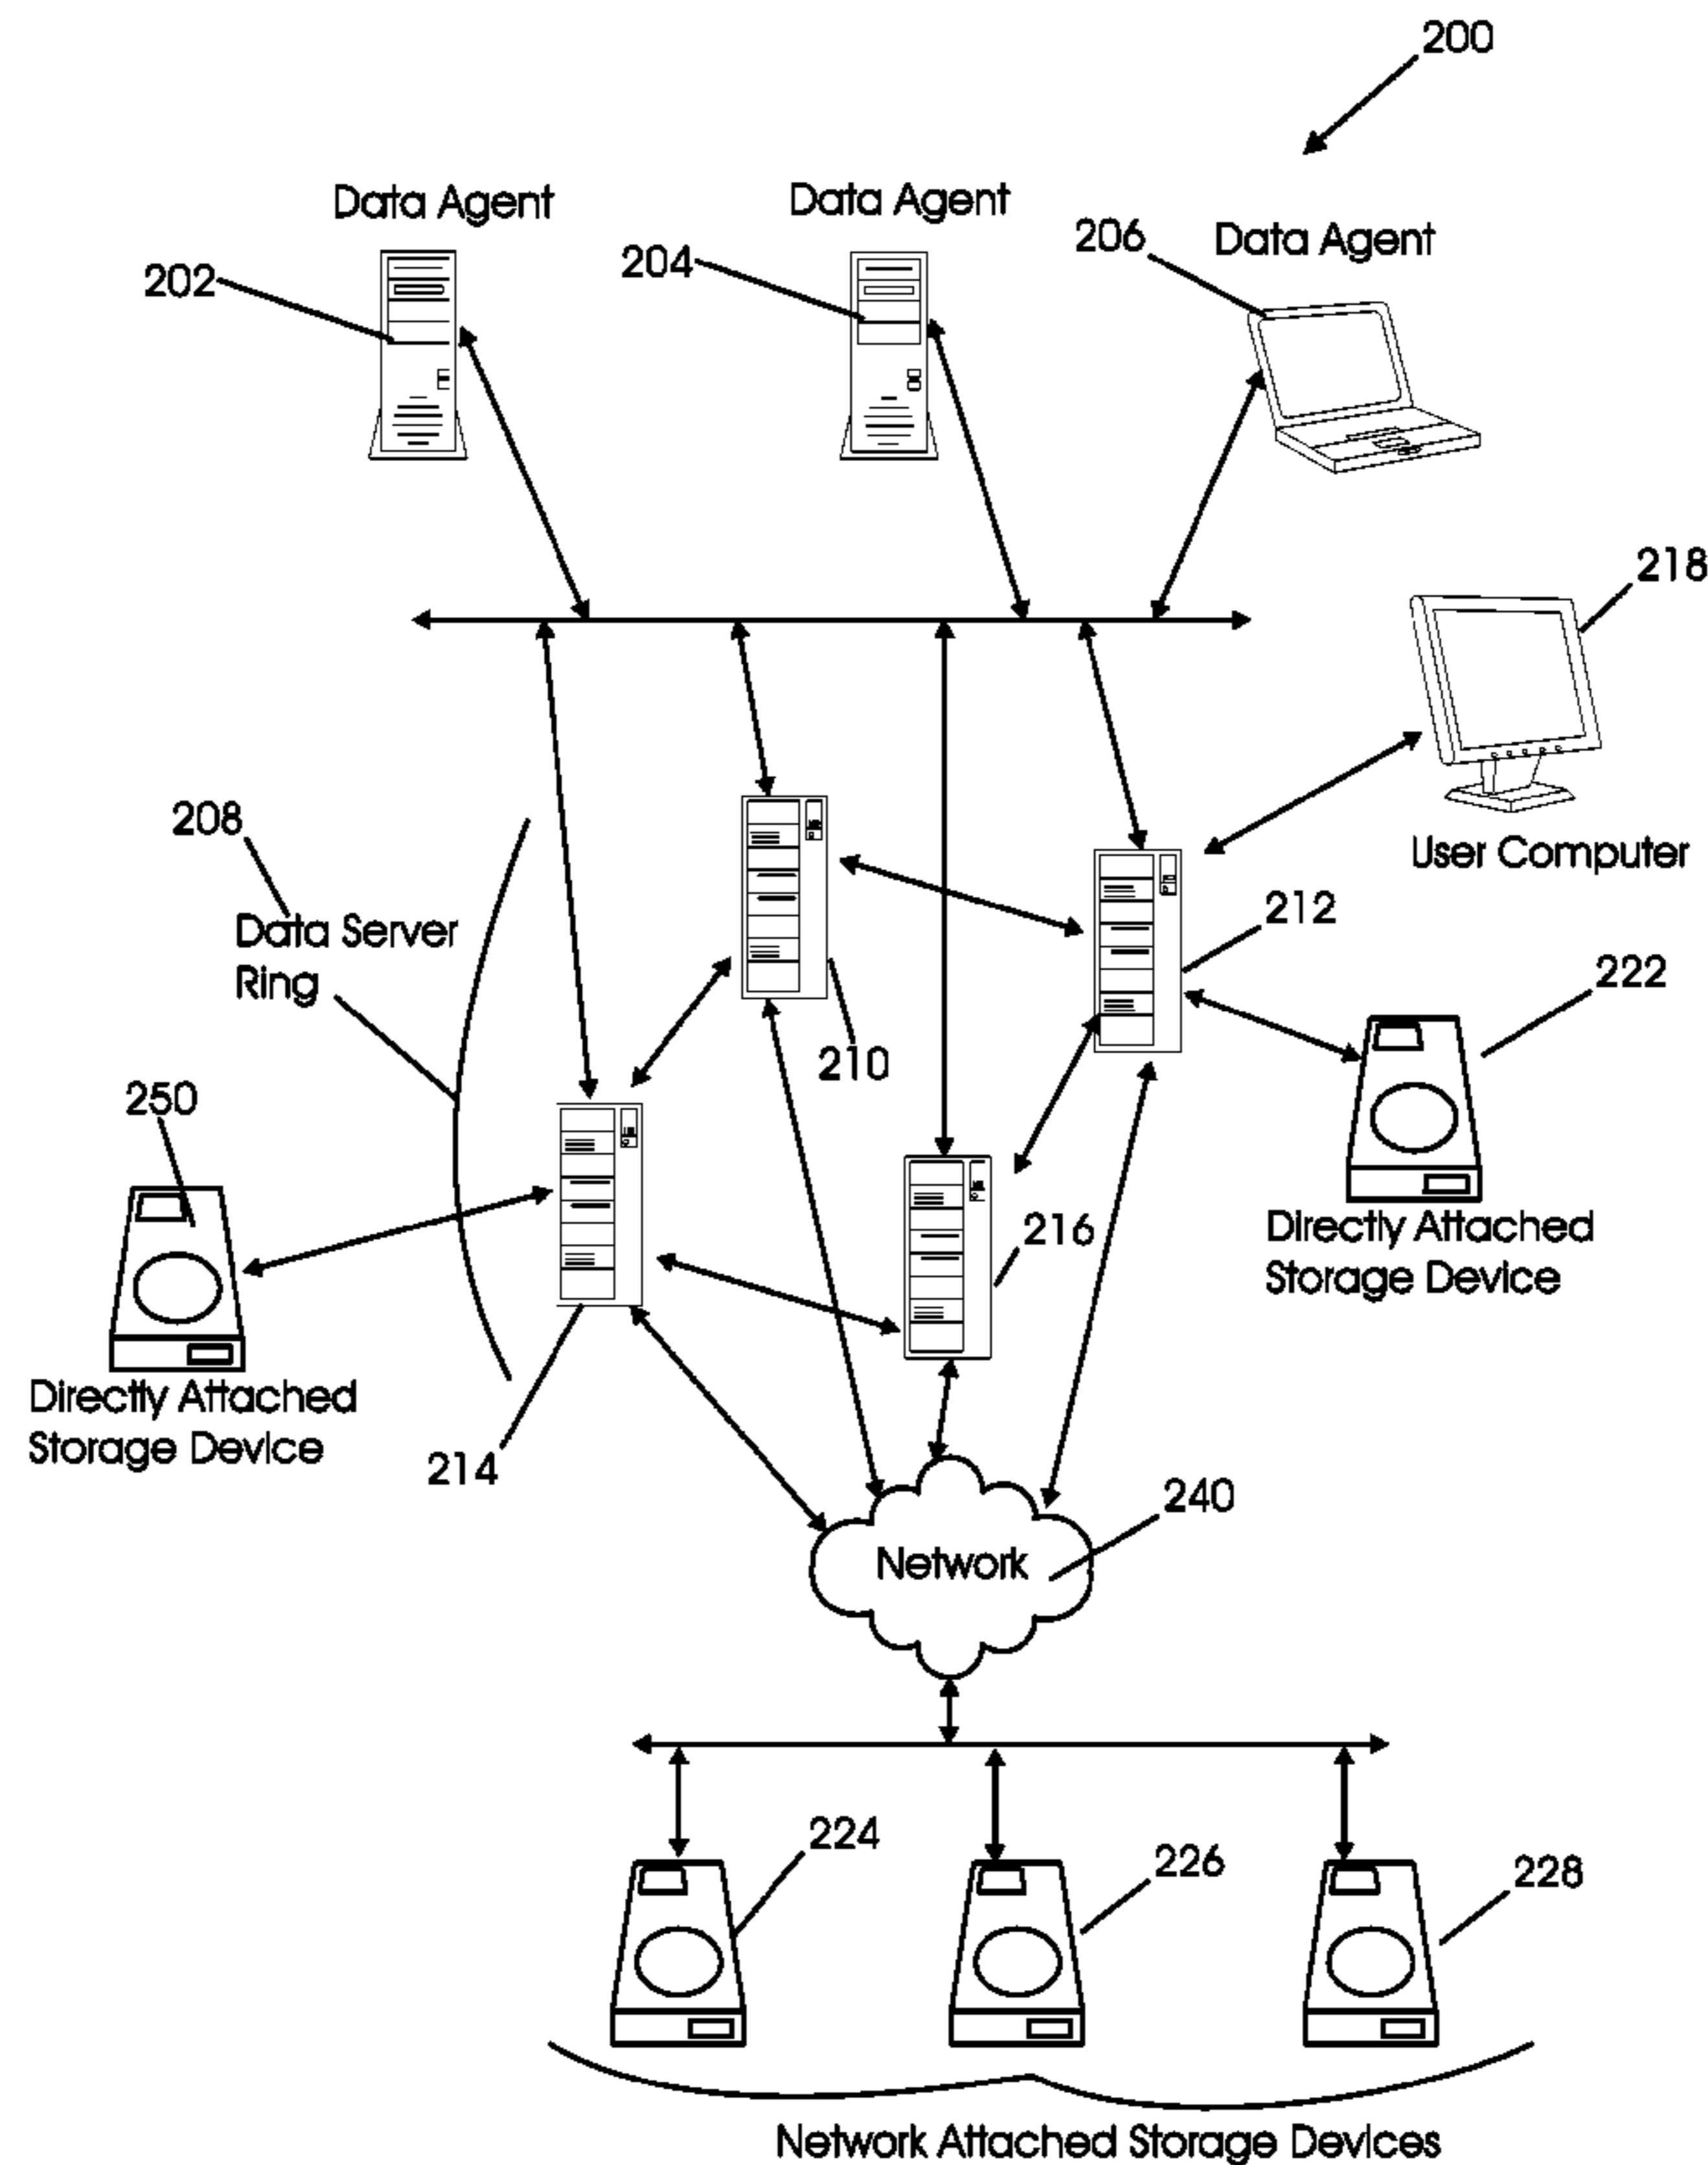 200
Data Agent
Data Agent
206
Data Agent
202
204
218
208
User Computer
Data Server
Ring
212
222
210
250
216
Directly Attached
Storage Device
Directly Attached
Storage Device
214
240
Network
224
226
228
Network Attached Storage Devices